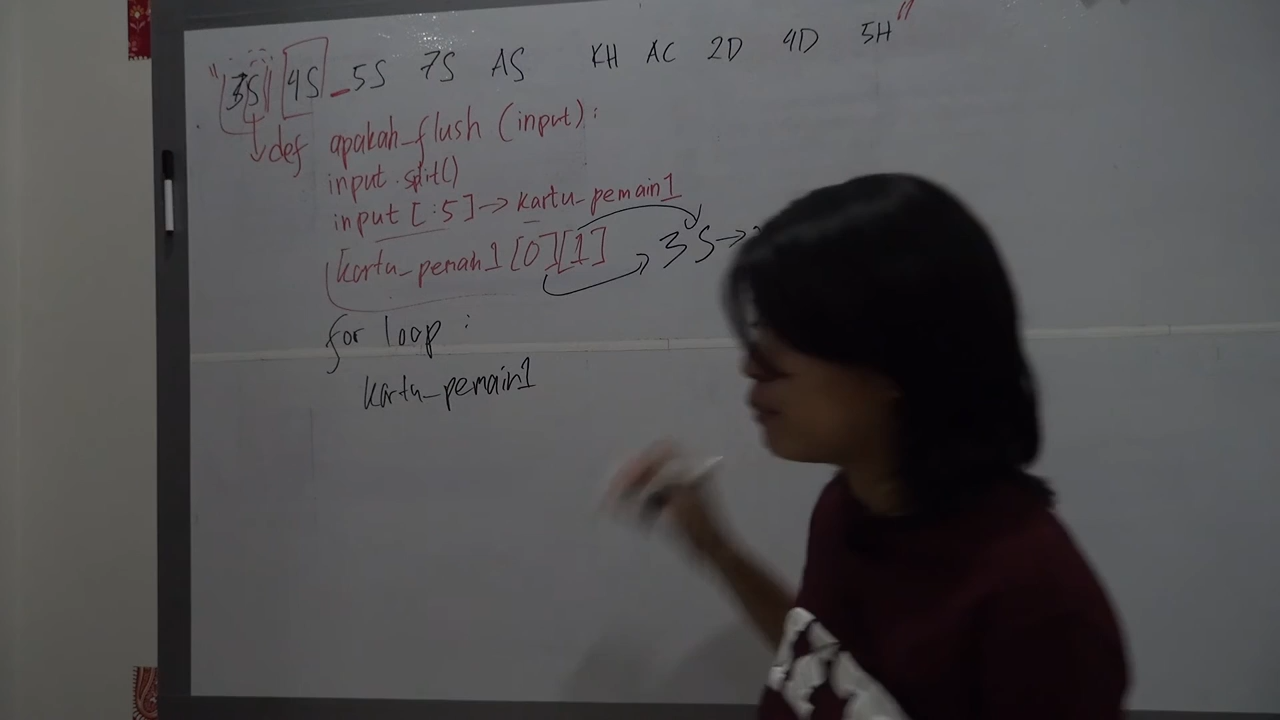 "3S 4S _ 5S 7S AS KH AC 2D 4D 5H"
def apakah_flush (input):
input.split()
input [:5] → kartu_pemain1
kartu_pemain1 [0][1] 3S →
for loop :
kartu_pemain1